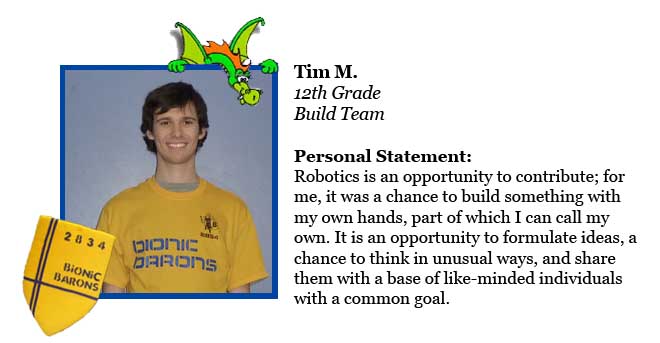 Tim M.
12th Grade
Build Team
Personal Statement:
Robotics is an opportunity to contribute; for
me, it was a chance to build something with
my own hands, part of which I can call my
own. It is an opportunity to formulate ideas, a
chance to think in unusual ways, and share
them with a base of like-minded individuals
with a common goal.
2834
BIONIC
BARONS
2834
BiONiC
BARONS